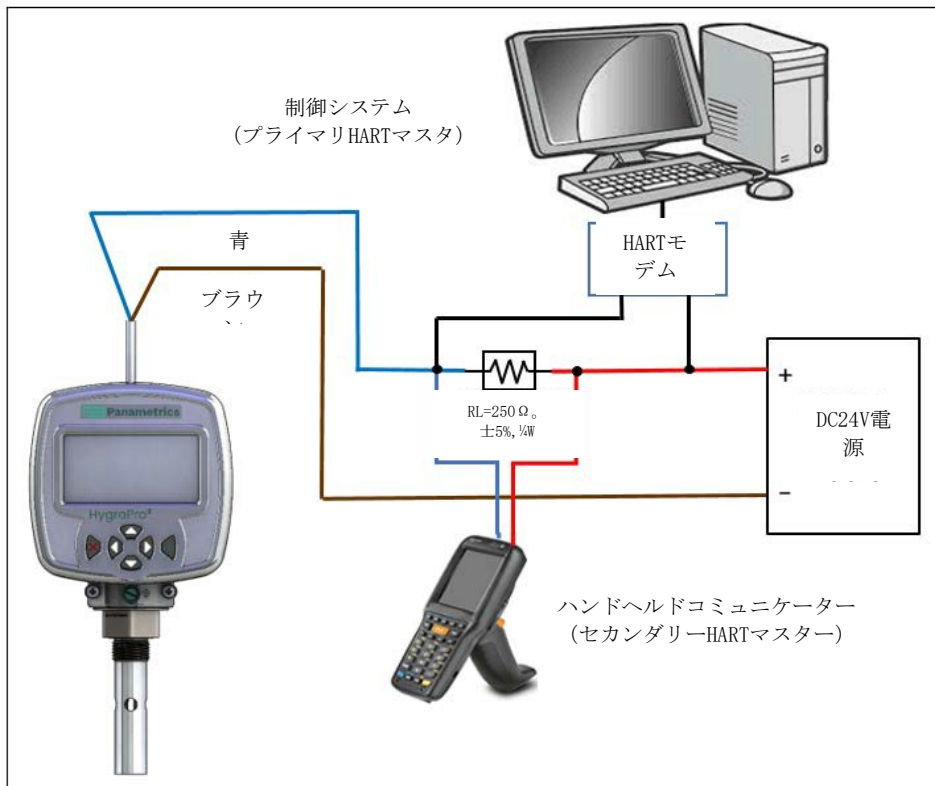 制御システム
(プライマリHARTマスタ)
HARTモ
デム
青
ブラウ
RL=250Ω。
士5%,¼W
+
DC24V電
源
−
Panametrics
HygroProᴵᴵ
ハンドヘルドコミュニケーター
(セカンダリーHARTマスター)